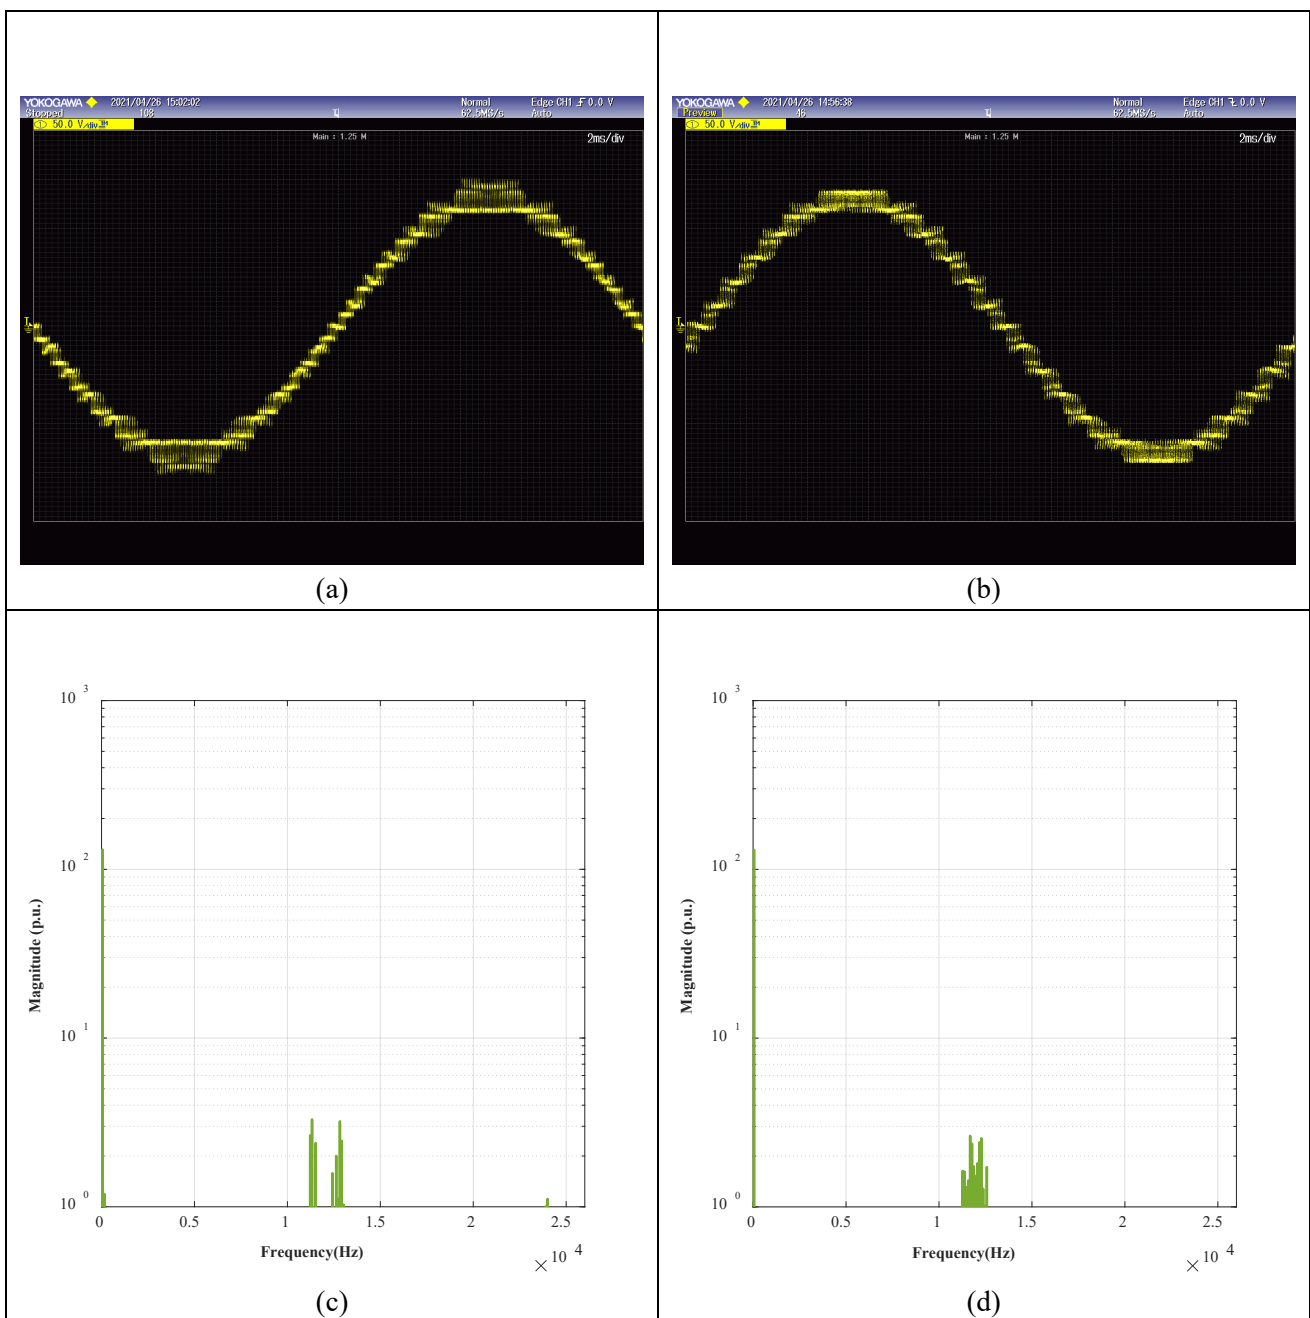 YOKOGAWA 2021/04/26 15:02:02 Normal Edge CH1 0.0 V
Stopped 108 62.5MS/s Auto
1 50.0 V/div
Main : 1.25 M 2ms/div
T
(a)
YOKOGAWA 2021/04/26 14:56:38 Normal Edge CH1 0.0 V
Preview 46 62.5MS/s Auto
1 50.0 V/div
Main : 1.25 M 2ms/div
T
(b)
10 3
10 2
10 1
10 0
Magnitude (p.u.)
0 0.5 1 1.5 2 2.5
Frequency(Hz)
×10 4
(c)
10 3
10 2
10 1
10 0
Magnitude (p.u.)
0 0.5 1 1.5 2 2.5
Frequency(Hz)
×10 4
(d)